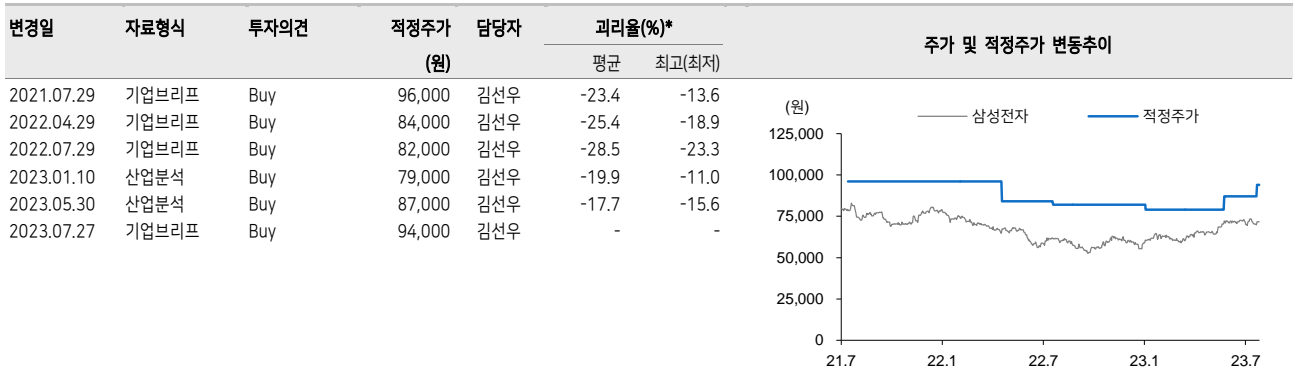 변경일 자료형식 투자의견 적정주가 담당자 괴리율(%)*
(원) 평균 최고(최저)
2021.07.29 기업브리프 Buy 96,000 김선우 -23.4 -13.6
2022.04.29 기업브리프 Buy 84,000 김선우 -25.4 -18.9
2022.07.29 기업브리프 Buy 82,000 김선우 -28.5 -23.3
2023.01.10 산업분석 Buy 79,000 김선우 -19.9 -11.0
2023.05.30 산업분석 Buy 87,000 김선우 -17.7 -15.6
2023.07.27 기업브리프 Buy 94,000 김선우 - -
주가 및 적정주가 변동추이
(원)
삼성전자 적정주가
125,000
100,000
75,000
50,000
25,000
0
21.7 22.1 22.7 23.1 23.7